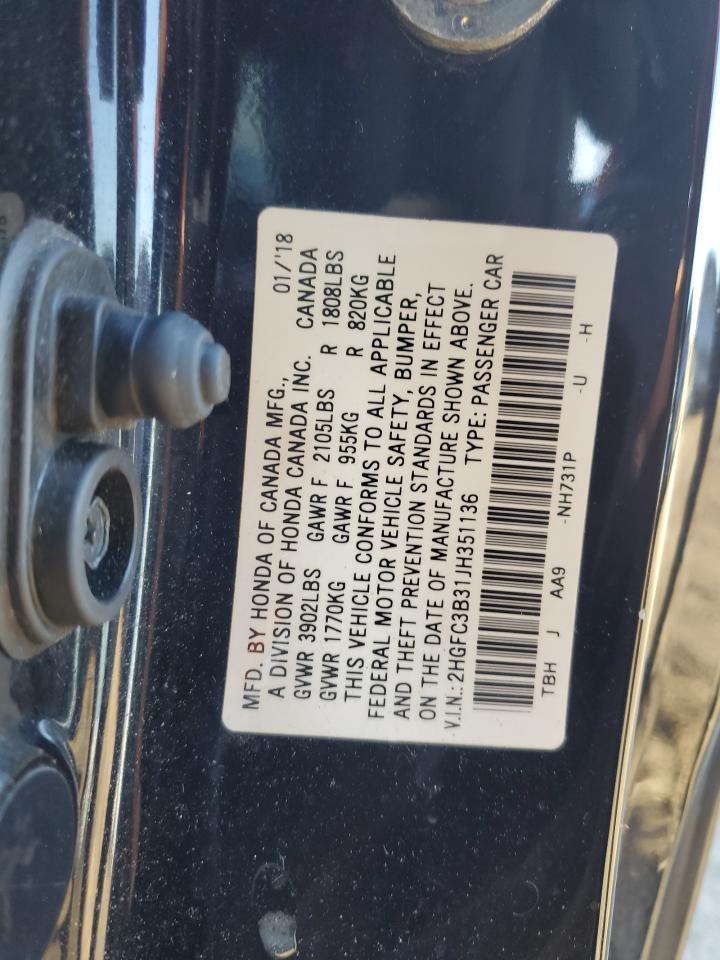 MFD. BY HONDA OF CANADA MFG., 01/'18
A DIVISION OF HONDA CANADA INC. CANADA
GVWR 3902LBS GAWR F 2105LBS R 1808LBS
GVWR 1770KG GAWR F 955KG R 820KG
THIS VEHICLE CONFORMS TO ALL APPLICABLE
FEDERAL MOTOR VEHICLE SAFETY, BUMPER,
AND THEFT PREVENTION STANDARDS IN EFFECT
ON THE DATE OF MANUFACTURE SHOWN ABOVE.
V.I.N.: 2HGFC3B31JH351136 TYPE: PASSENGER CAR
TBH J AA9 -NH731P -U -H